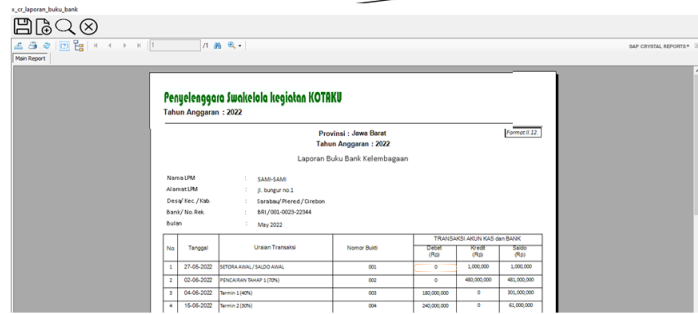 x_cr_laporan_buku_bank
1 /1 SAP CRYSTAL REPORTS®
Main Report
Penyelenggara Swakelola kegiatan KOTAKU
Tahun Anggaran : 2022
Provinsi : Jawa Barat Format II.12
Tahun Anggaran : 2022
Laporan Buku Bank Kelembagaan
Nama LPM : SAMI-SAMI
Alamat LPM : jl. bungur no.1
Desa/ Kec. / Kab. : Sarabau/ Plered / Cirebon
Bank/ No. Rek. : BRI / 001-0023-22344
Bulan : May 2022
TRANSAKSI AKUN KAS dan BANK
No. Tanggal Uraian Transaksi Nomor Bukti Debet (Rp) Kredit (Rp) Saldo (Rp)
1 27-05-2022 SETORA AWAL / SALDO AWAL 001 0 1,000,000 1,000,000
2 02-06-2022 PENCAIRAN TAHAP 1 (70%) 002 0 480,000,000 481,000,000
3 04-06-2022 Termin 1 (40%) 003 180,000,000 0 301,000,000
4 15-06-2022 Termin 2 (30%) 004 240,000,000 0 61,000,000